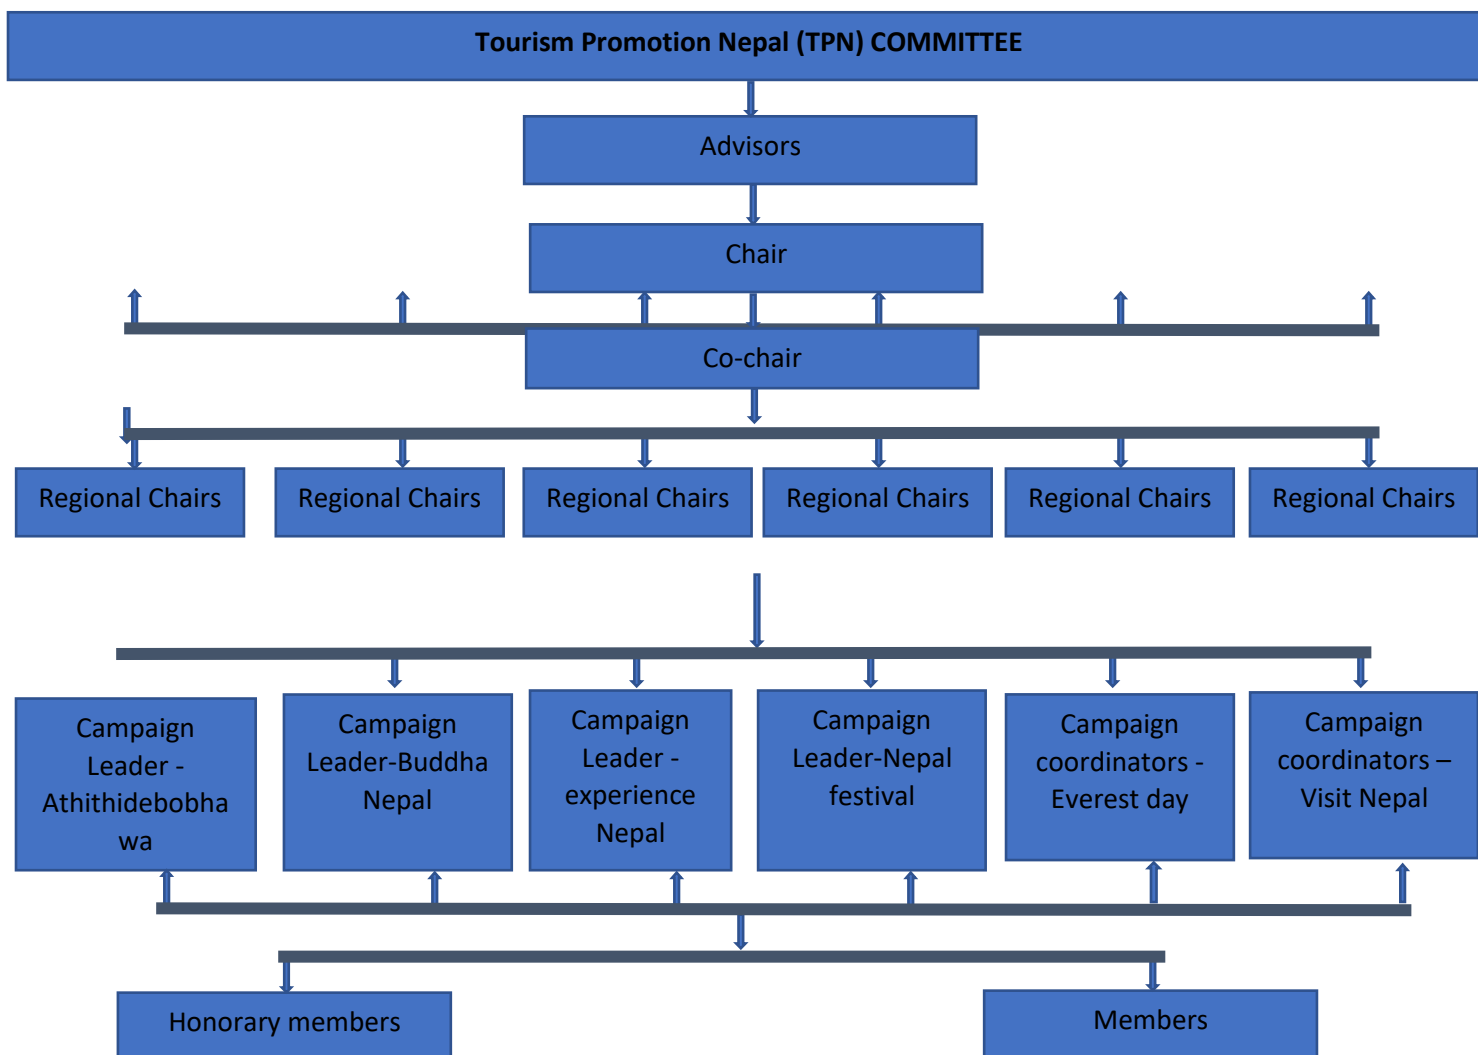 Tourism Promotion Nepal (TPN) COMMITTEE
Advisors
Chair
Co-chair
Regional Chairs
Regional Chairs
Regional Chairs
Regional Chairs
Regional Chairs
Regional Chairs
Campaign
Leader -
Athithidebobha
wa
Campaign
Leader-Buddha
Nepal
Campaign
Leader -
experience
Nepal
Campaign
Leader-Nepal
festival
Campaign
coordinators -
Everest day
Campaign
coordinators –
Visit Nepal
Honorary members
Members